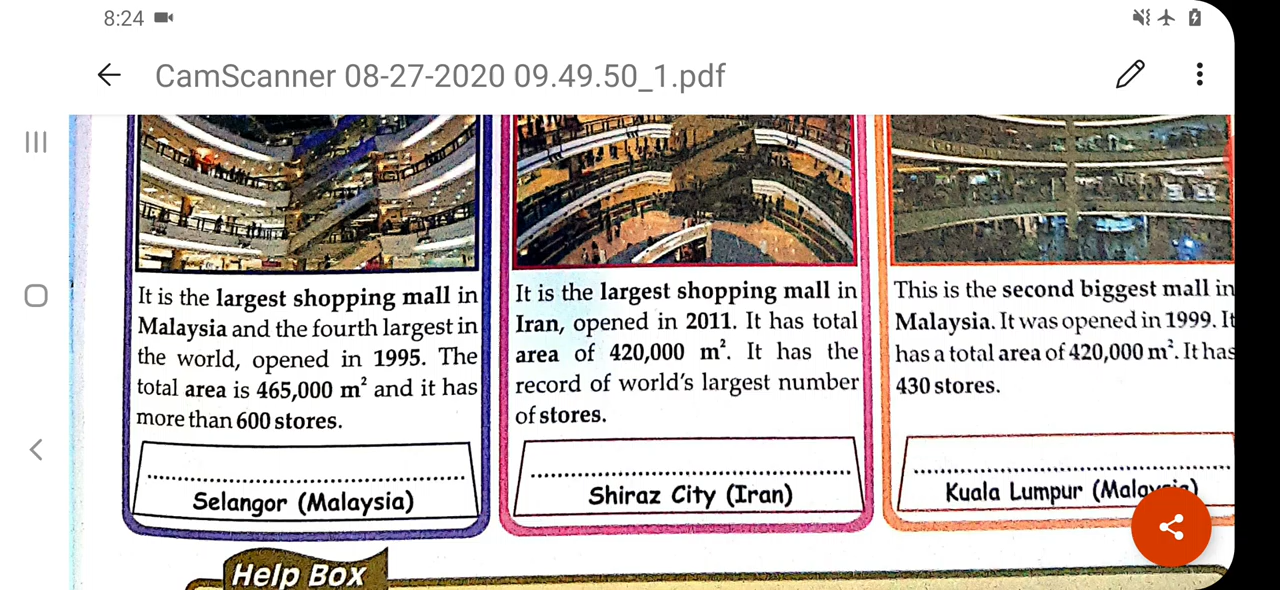 8:24
CamScanner 08-27-2020 09.49.50_1.pdf
It is the largest shopping mall in
Malaysia and the fourth largest in
the world, opened in 1995. The
total area is 465,000 m² and it has
more than 600 stores.
Selangor (Malaysia)
It is the largest shopping mall in
Iran, opened in 2011. It has total
area of 420,000 m². It has the
record of world's largest number
of stores.
Shiraz City (Iran)
This is the second biggest mall in
Malaysia. It was opened in 1999. It
has a total area of 420,000 m². It has
430 stores.
Kuala Lumpur (Malaysia)
Help Box